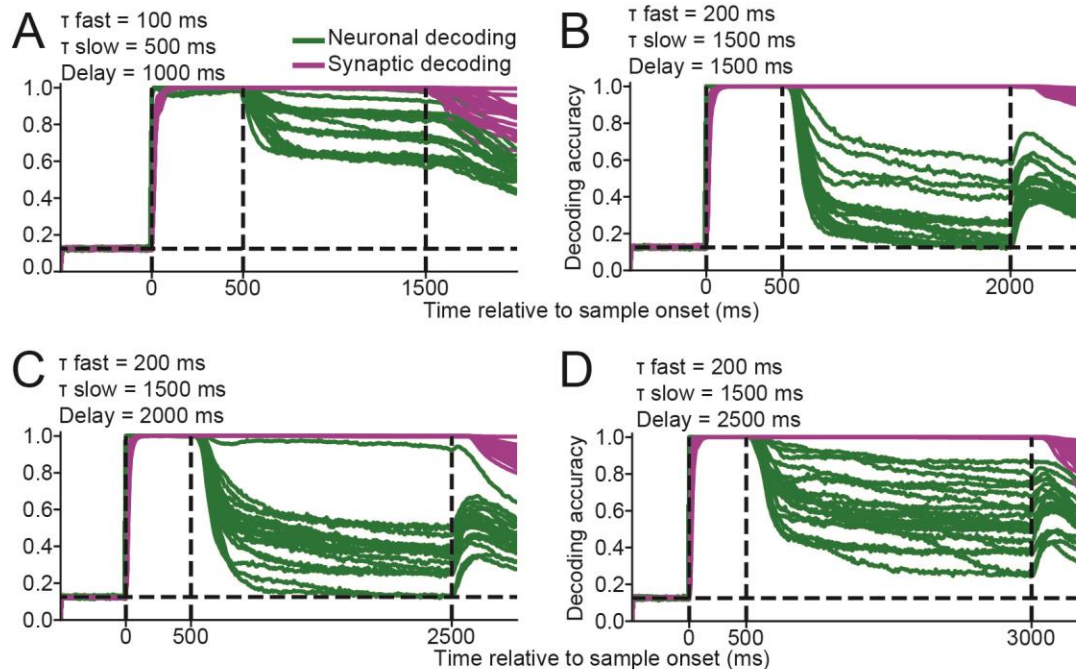 A
τ fast = 100 ms
τ slow = 500 ms
Delay = 1000 ms
Neuronal decoding
Synaptic decoding
1.0
0.8
0.6
0.4
0.2
0.0
0
500
1500
B
τ fast = 200 ms
τ slow = 1500 ms
Delay = 1500 ms
Decoding accuracy
1.0
0.8
0.6
0.4
0.2
0.0
0
500
2000
Time relative to sample onset (ms)
C
τ fast = 200 ms
τ slow = 1500 ms
Delay = 2000 ms
1.0
0.8
0.6
0.4
0.2
0.0
0
500
2500
Time relative to sample onset (ms)
D
τ fast = 200 ms
τ slow = 1500 ms
Delay = 2500 ms
Decoding accuracy
1.0
0.8
0.6
0.4
0.2
0.0
0
500
3000
Time relative to sample onset (ms)